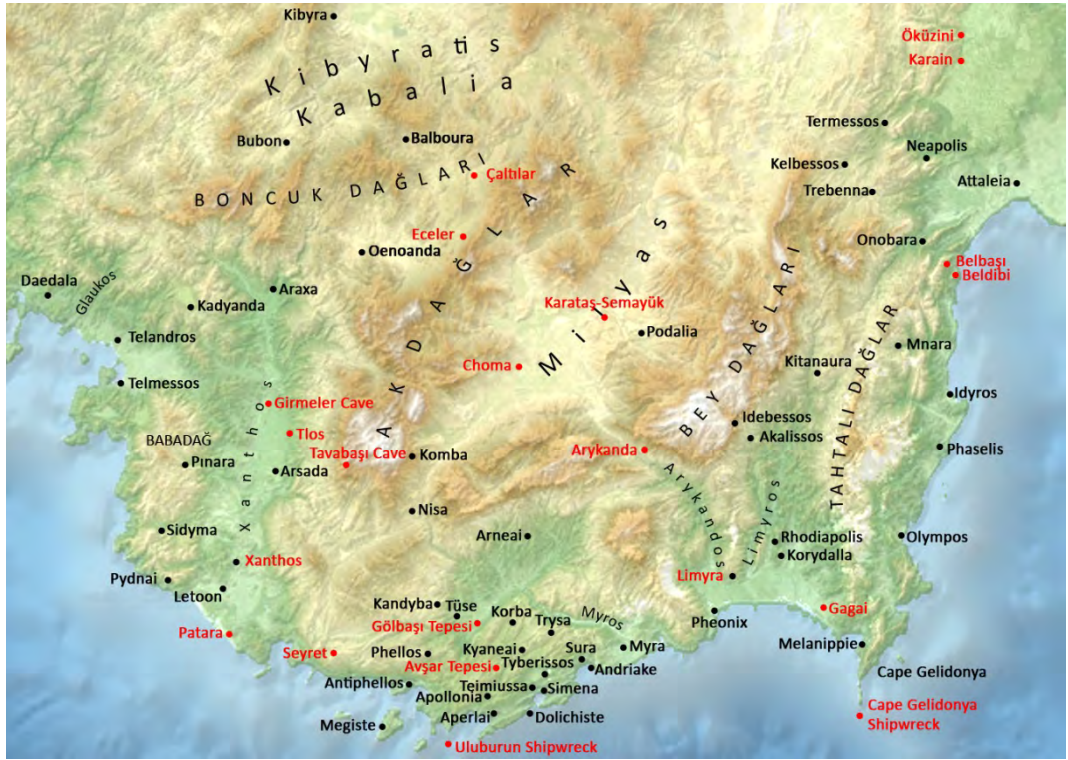 Kibyra
Kibyratis
Kabalia
Öküzini
Karain
Termessos
Bubon
Balboura
Neapolis
Kelbessos
BONCUK DAĞLARI
Çaltılar
Trebenna
Attaleia
Eceler
Oenoanda
AKDAĞLAR
Milyas
Onobara
Belbaşı
Beldibi
Daedala
Glaukos
Kadyanda
Araxa
Karataş-Semayük
Podalia
BEY DAĞLARI
Telandros
Mnara
Choma
Kitanaura
TAHTALI DAĞLAR
Telmessos
Idyros
Girmeler Cave
Xanthos
Tlos
Idebessos
Akalissos
BABADAĞ
Tavabaşı Cave
Komba
Arykanda
Phaselis
Pınara
Arsada
Arykandos
Limyros
Nisa
Sidyma
Arneai
Rhodiapolis
Olympos
Korydalla
Xanthos
Pydnai
Limyra
Letoon
Kandyba
Tüse
Korba
Myros
Pheonix
Gagai
Gölbaşı Tepesi
Trysa
Patara
Seyret
Phellos
Kyaneai
Sura
Myra
Melanippie
Avşar Tepesi
Tyberissos
Andriake
Cape Gelidonya
Antiphellos
Teimiussa
Simena
Apollonia
Megiste
Aperlai
Dolichiste
Cape Gelidonya
Shipwreck
Uluburun Shipwreck